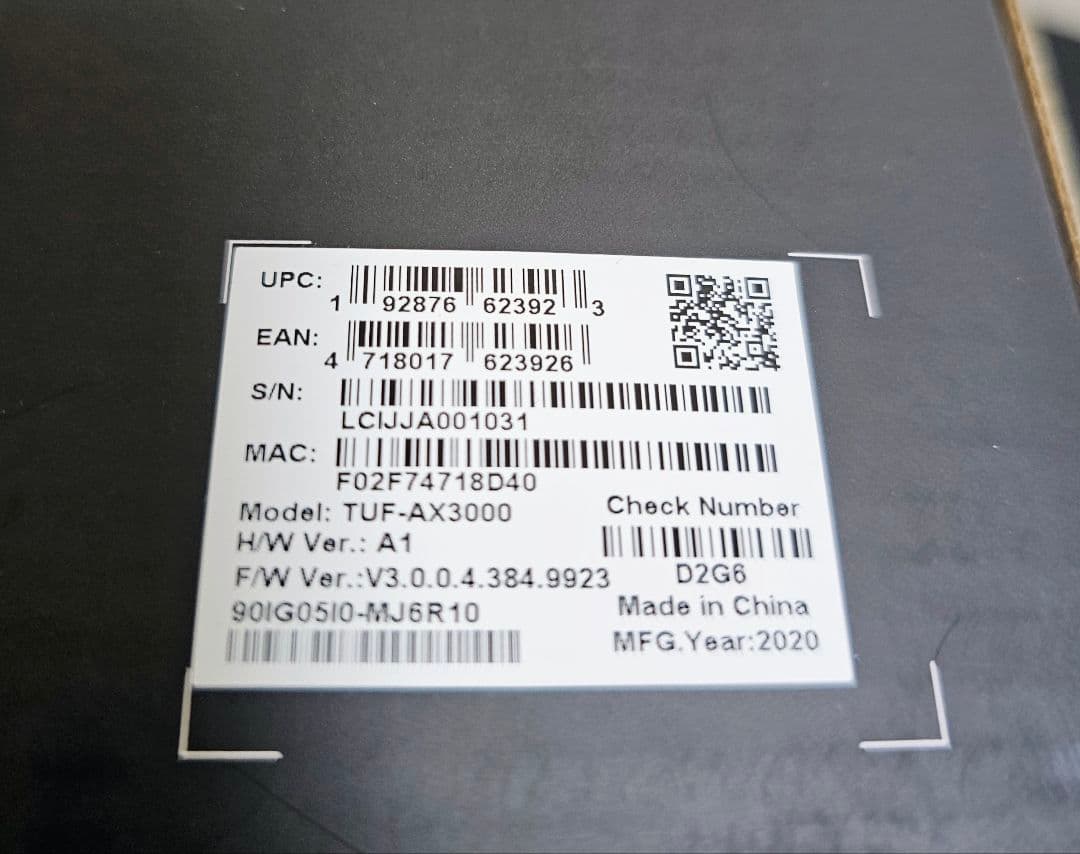 UPC: 1 92876 62392 3
EAN: 4 718017 623926
S/N: LCIJJA001031
MAC: F02F74718D40
Model: TUF-AX3000
Check Number
H/W Ver.: A1
F/W Ver.:V3.0.0.4.384.9923
D2G6
90IG05I0-MJ6R10
Made in China
MFG.Year:2020